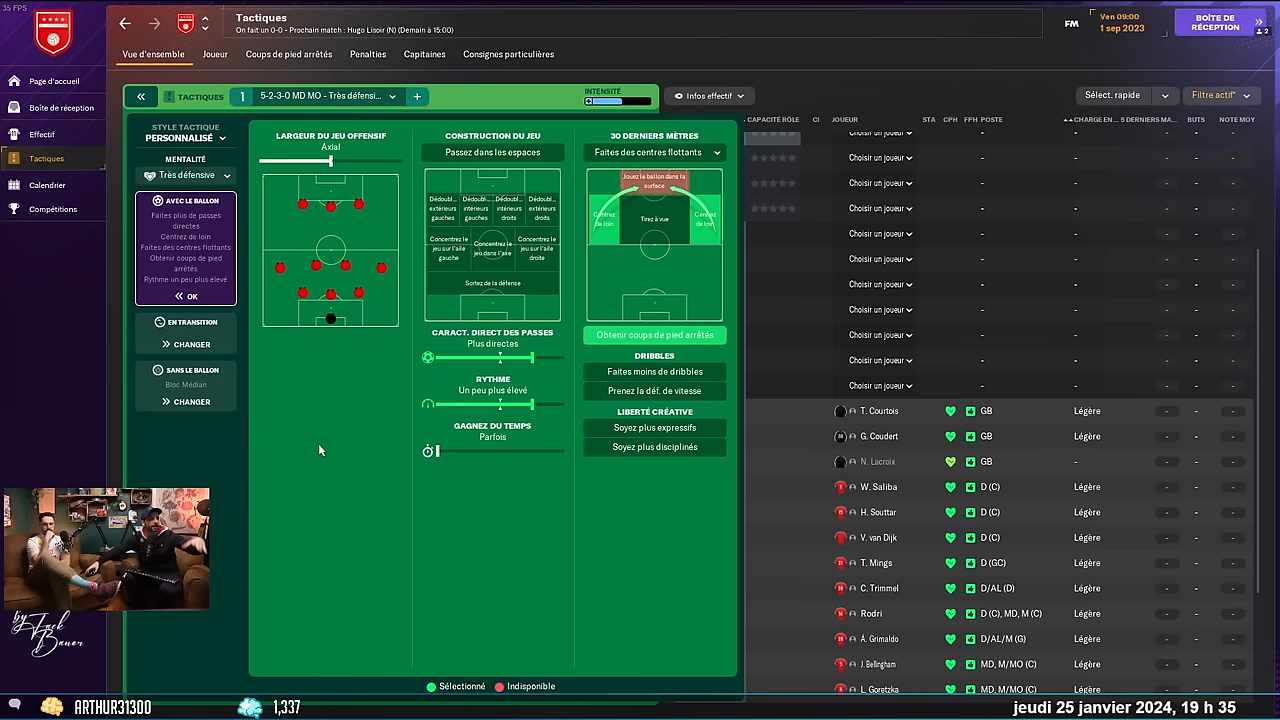 35 FPS
Tactiques
On fait un 0-0 - Prochain match : Hugo Lisoir (N) (Demain à 15:00)
FM
Ven 09:00
1 sep 2023
BOÎTE DE
RÉCEPTION
2
Vue d'ensemble
Joueur
Coups de pied arrêtés
Penalties
Capitaines
Consignes particulières
Page d'accueil
Boîte de réception
Effectif
Tactiques
Calendrier
Compétitions
TACTIQUES
1
5-2-3-0 MD MO - Très défensi...
INTENSITÉ
Infos effectif
Sélect. rapide
Filtre actif*
STYLE TACTIQUE
PERSONNALISÉ
MENTALITÉ
Très défensive
AVEC LE BALLON
Faites plus de passes
directes
Centrez de loin
Faites des centres flottants
Obtenir coups de pied
arrêtés
Rythme un peu plus élevé
OK
EN TRANSITION
CHANGER
SANS LE BALLON
Bloc Médian
CHANGER
LARGEUR DU JEU OFFENSIF
Axial
CONSTRUCTION DU JEU
Passez dans les espaces
Dédoubl... extérieurs gauches
Dédoubl... intérieurs gauches
Dédoubl... intérieurs droits
Dédoubl... extérieurs droits
Concentrez le jeu sur l'aile gauche
Concentrez le jeu dans l'axe
Concentrez le jeu sur l'aile droite
Sortez de la défense
CARACT. DIRECT DES PASSES
Plus directes
RYTHME
Un peu plus élevé
GAGNEZ DU TEMPS
Parfois
30 DERNIERS MÈTRES
Faites des centres flottants
Jouez le ballon dans la
surface
Centrez de loin
Tirez à vue
Centrez de loin
Obtenir coups de pied arrêtés
DRIBBLES
Faites moins de dribbles
Prenez la déf. de vitesse
LIBERTÉ CRÉATIVE
Soyez plus expressifs
Soyez plus disciplinés
Sélectionné
Indisponible
CAPACITÉ RÔLE CI JOUEUR STA CPH FPH POSTE CHARGE EN... 5 DERNIERS MA... BUTS NOTE MOY
Choisir un joueur - - - -
Choisir un joueur - - - -
Choisir un joueur - - - -
Choisir un joueur - - - -
Choisir un joueur - - - -
Choisir un joueur - - - -
Choisir un joueur - - - -
Choisir un joueur - - - -
Choisir un joueur - - - -
Choisir un joueur - - - -
Choisir un joueur - - - -
T. Courtois GB Légère - - -
G. Coudert GB Légère - - -
N. Lacroix GB - - - -
W. Saliba D (C) Légère - - -
H. Souttar D (C) Légère - - -
V. van Dijk D (C) Légère - - -
T. Mings D (GC) Légère - - -
C. Trimmel D/AL (D) Légère - - -
Rodri D (C), MD, M (C) Légère - - -
Á. Grimaldo D/AL/M (G) Légère - - -
J. Bellingham MD, M/MO (C) Légère - - -
L. Goretzka MD, M/MO (C) Légère - - -
by Jack
Bauer
ARTHUR31300
1,337
jeudi 25 janvier 2024, 19 h 35